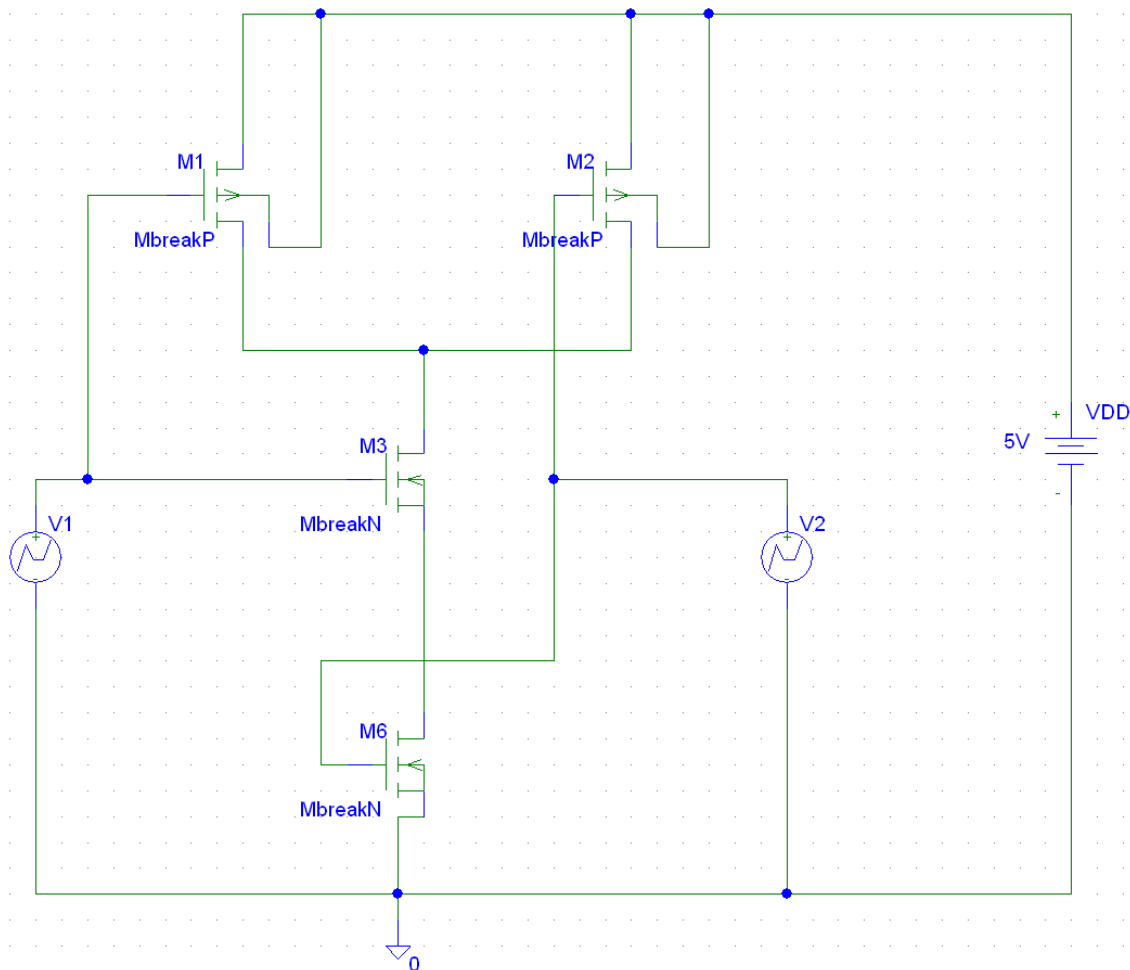 M1
MbreakP
M2
MbreakP
+
VDD
5V
-
M3
MbreakN
V1
+
-
V2
+
-
M6
MbreakN
0